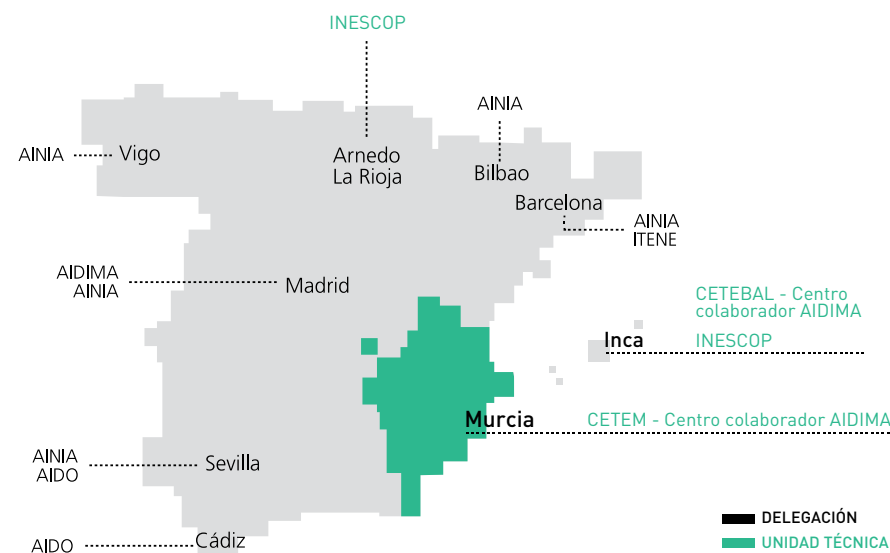 INESCOP
AINIA
AINIA
Vigo
Arnedo
La Rioja
Bilbao
Barcelona
AINIA
ITENE
AIDIMA
AINIA
Madrid
CETEBAL - Centro
colaborador AIDIMA
Inca
INESCOP
Murcia
CETEM - Centro colaborador AIDIMA
AINIA
AIDO
Sevilla
AIDO
Cádiz
DELEGACIÓN
UNIDAD TÉCNICA